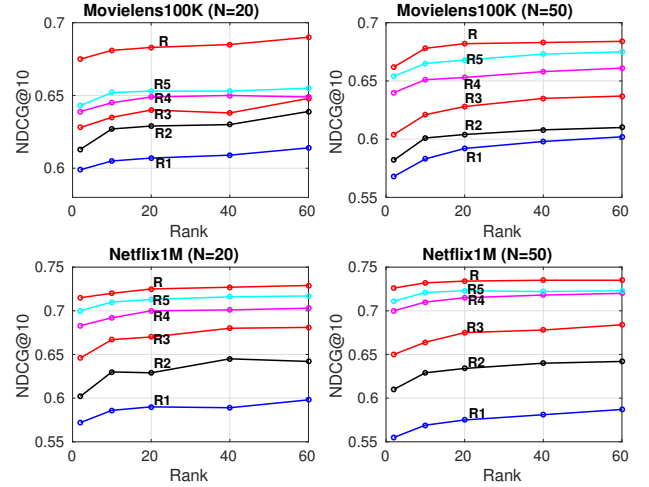 Movielens100K (N=20)
NDCG@10
0.7
0.65
0.6
R
R5
R4
R3
R2
R1
0
20
40
60
Rank
Movielens100K (N=50)
NDCG@10
0.7
0.65
0.6
0.55
R
R5
R4
R3
R2
R1
0
20
40
60
Rank
Netflix1M (N=20)
NDCG@10
0.75
0.7
0.65
0.6
0.55
R
R5
R4
R3
R2
R1
0
20
40
60
Rank
Netflix1M (N=50)
NDCG@10
0.75
0.7
0.65
0.6
0.55
R
R5
R4
R3
R2
R1
0
20
40
60
Rank